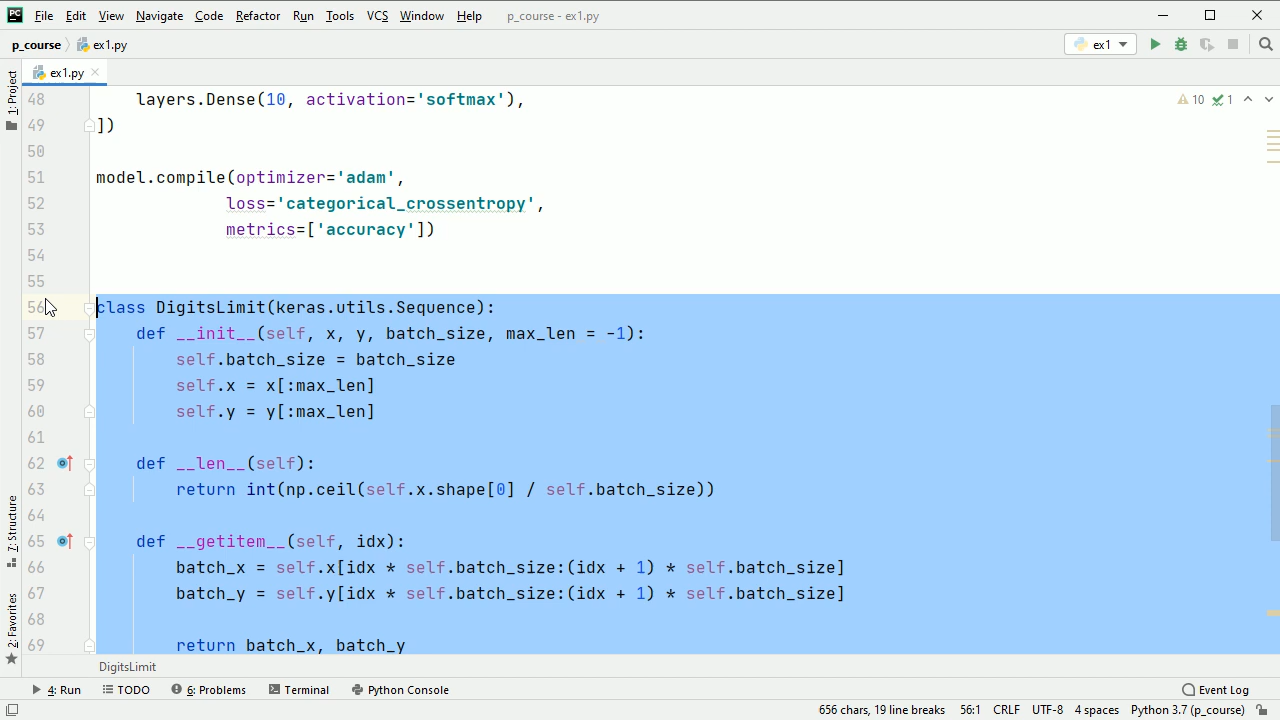 PC File Edit View Navigate Code Refactor Run Tools VCS Window Help p_course - ex1.py
p_course ex1.py ex1
1: Project
ex1.py
48 layers.Dense(10, activation='softmax'),
10 1
49 ])
50
51 model.compile(optimizer='adam',
52 loss='categorical_crossentropy',
53 metrics=['accuracy'])
54
55
56 class DigitsLimit(keras.utils.Sequence):
57 def __init__(self, x, y, batch_size, max_len = -1):
58 self.batch_size = batch_size
59 self.x = x[:max_len]
60 self.y = y[:max_len]
61
62 def __len__(self):
63 return int(np.ceil(self.x.shape[0] / self.batch_size))
64
65 def __getitem__(self, idx):
66 batch_x = self.x[idx * self.batch_size:(idx + 1) * self.batch_size]
67 batch_y = self.y[idx * self.batch_size:(idx + 1) * self.batch_size]
68
69 return batch_x, batch_y
7: Structure
2: Favorites
DigitsLimit
4: Run TODO 6: Problems Terminal Python Console Event Log
656 chars, 19 line breaks 56:1 CRLF UTF-8 4 spaces Python 3.7 (p_course)